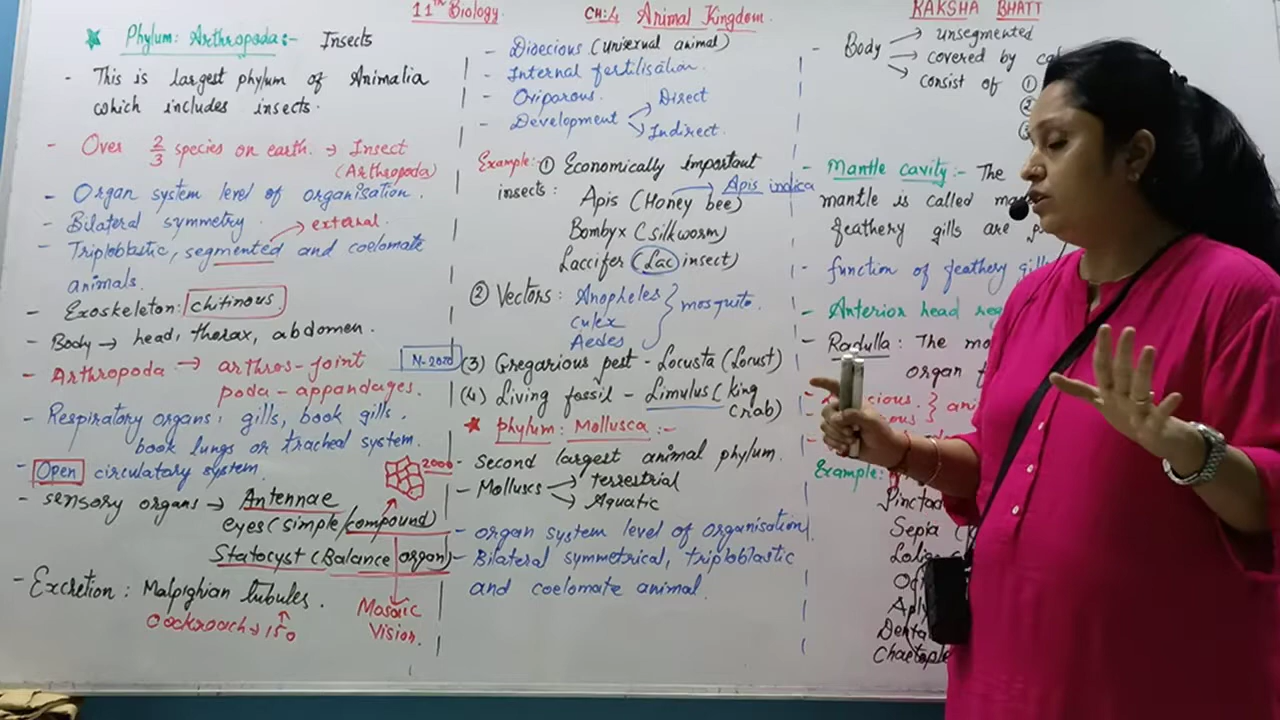 11th Biology.
CH:4 Animal Kingdom.
RAKSHA BHATT
★ Phylum: Arthropoda:- Insects
- This is largest phylum of Animalia
which includes insects.
- Over 2/3 species on earth. → Insect
(Arthropoda)
- Organ system level of organisation.
- Bilateral symmetry
→ external.
- Triploblastic, segmented and coelomate
animals.
- Exoskeleton: chitinous.
- Body → head, thorax, abdomen.
- Arthropoda → arthros-joint
poda-appandages.
- Respiratory organs: gills, book gills.
book lungs or tracheal system.
- Open circulatory system.
- sensory organs → Antennae
2000
eyes (simple/compound)
Statocyst (Balance organ)
- Excretion: Malpighian tubules.
Cockroach → 150
Mosaic
Vision.
- Dioecious (unisexual animal)
- Internal fertilisation.
- Oviparous.
- Development → Direct
→ Indirect.
Example: ① Economically important
insects: Apis (Honey bee) → Apis indica
Bombyx (silkworm)
Laccifer (Lac insect)
② Vectors: Anopheles
Culex
Aedes } mosquito.
N-2020
(3) Gregarious pest - Locusta (Locust)
(4) Living fossil - Limulus (king
crab)
★ Phylum: Mollusca :-
- Second largest animal phylum.
- Molluscs → terrestrial
→ Aquatic
- organ system level of organisation
- Bilateral symmetrical, triploblastic
and coelomate animal.
- Body → unsegmented
→ covered by
→ consist of ①
②
- Mantle cavity:- The
mantle is called
feathery gills are
- function of feathery gills
- Anterior head
- Radulla: The
organ
Example:
Sepia